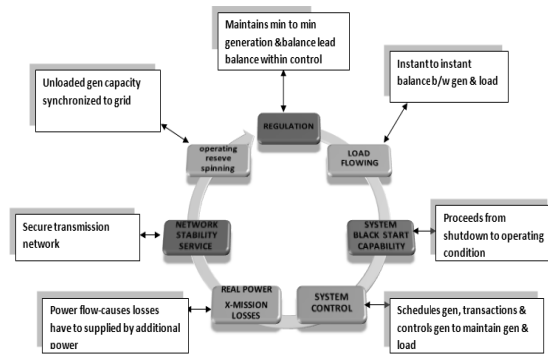 Maintains min to min
generation &balance lead
balance within control
Instant to instant
balance b/w gen & load
Unloaded gen capacity
synchronized to grid
REGULATION
operating
reseve
spinning
LOAD
FLOWING
NETWORK
STABILITY
SERVICE
SYSTEM
BLACK START
CAPABILITY
Secure transmission
network
Proceeds from
shutdown to operating
condition
REAL POWER
X-MISSION
LOSSES
SYSTEM
CONTROL
Power flow-causes losses
have to supplied by additional
power
Schedules gen, transactions &
controls gen to maintain gen &
load